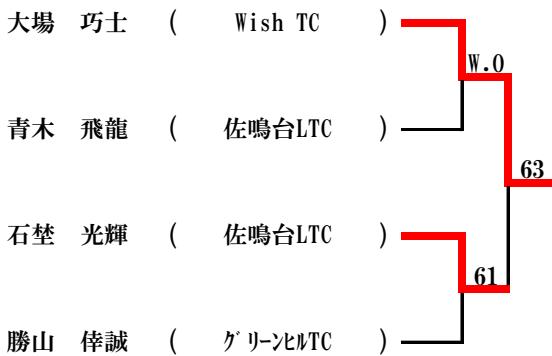 大場　巧士　(　Wish TC　)
W.O
青木　飛龍　(　佐鳴台LTC　)
63
石埜　光輝　(　佐鳴台LTC　)
61
勝山　倖誠　(　ｸﾞﾘｰﾝﾋﾙTC　)